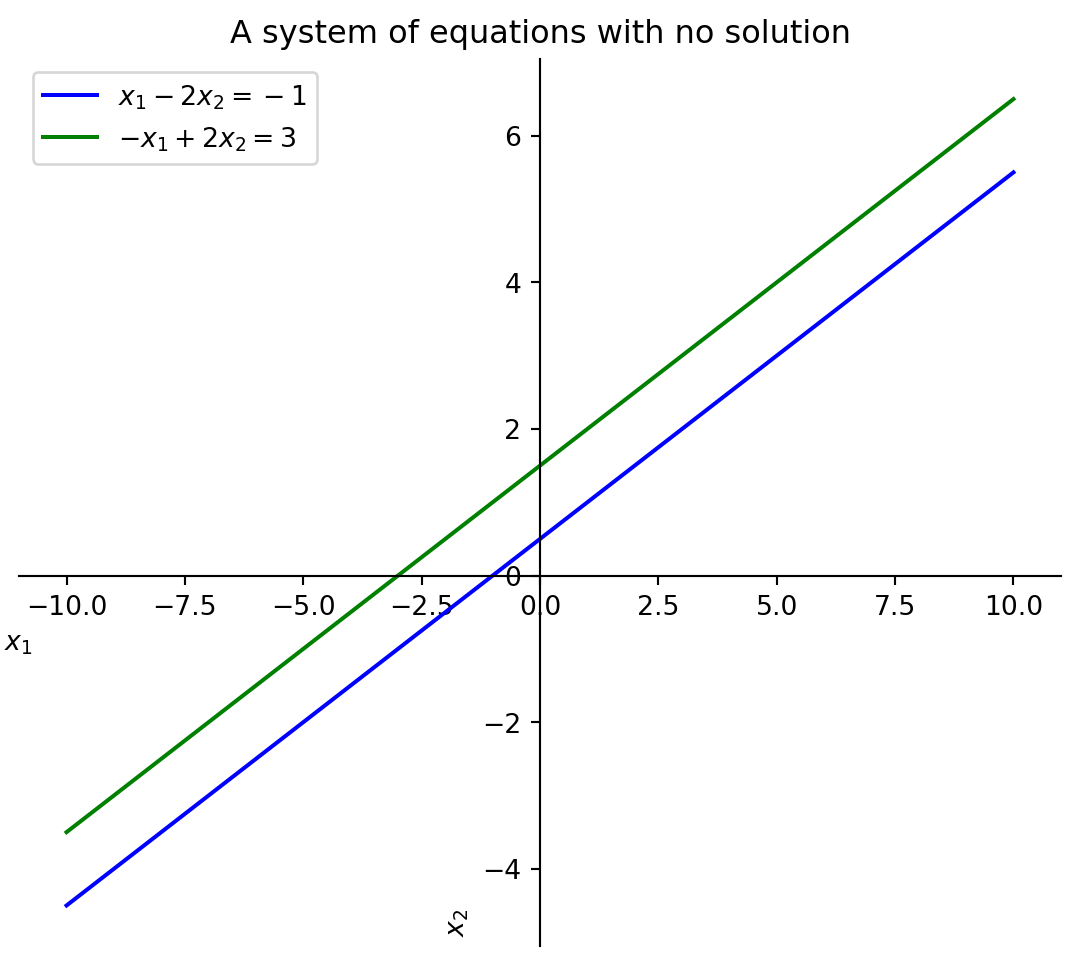 A system of equations with no solution
x₁ − 2x₂ = −1
−x₁ + 2x₂ = 3
6
4
2
0
−10.0 −7.5 −5.0 −2.5 0.0 2.5 5.0 7.5 10.0
x₁
−2
−4
x₂